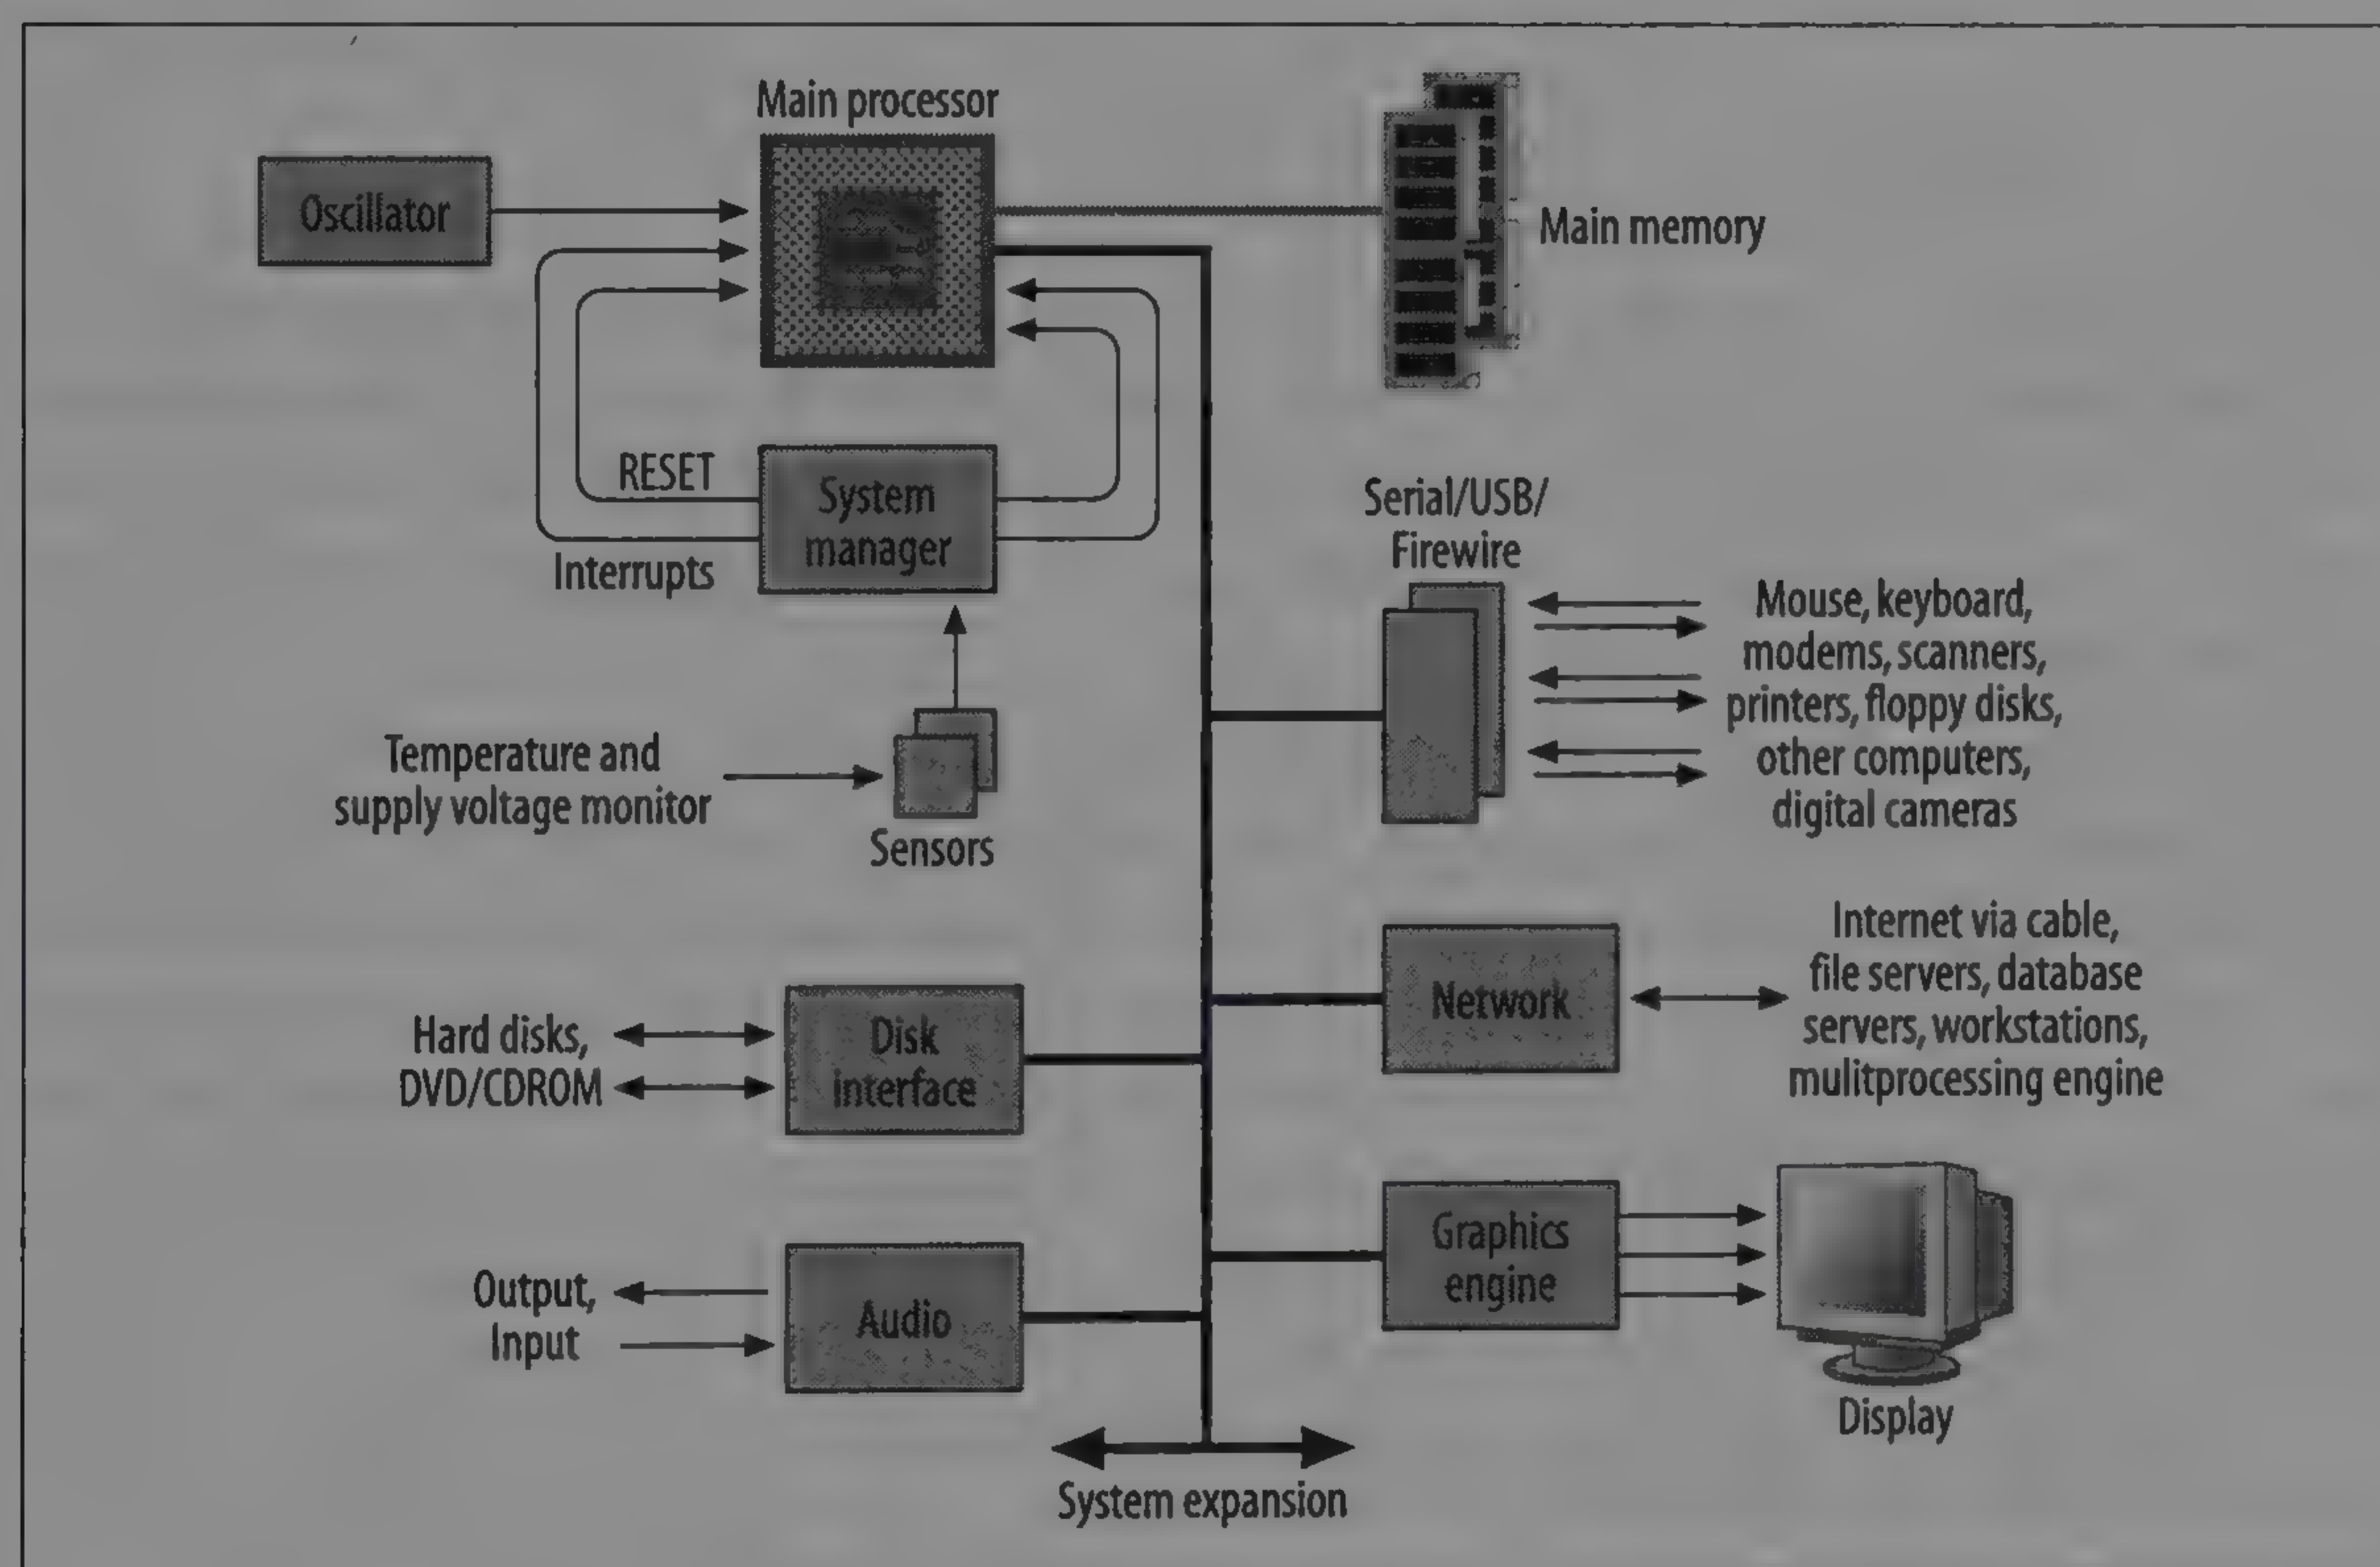 Main processor
Oscillator
Main memory
RESET
System
manager
Interrupts
Serial/USB/
Firewire
Mouse, keyboard,
modems, scanners,
printers, floppy disks,
other computers,
digital cameras
Temperature and
supply voltage monitor
Sensors
Internet via cable,
file servers, database
servers, workstations,
mulitprocessing engine
Network
Hard disks,
DVD/CDROM
Disk
interface
Graphics
engine
Output,
Input
Audio
Display
System expansion